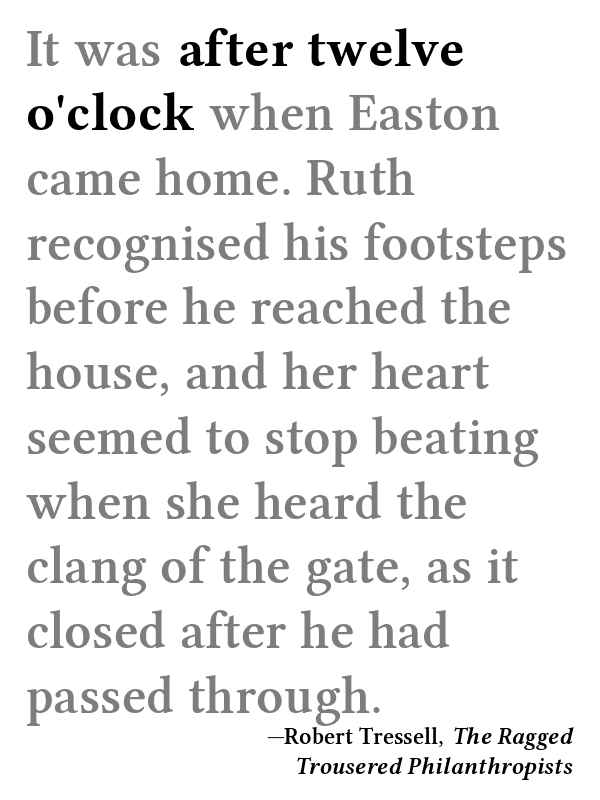 It was after twelve
o'clock when Easton
came home. Ruth
recognised his footsteps
before he reached the
house, and her heart
seemed to stop beating
when she heard the
clang of the gate, as it
closed after he had
passed through.
—Robert Tressell, The Ragged
Trousered Philanthropists